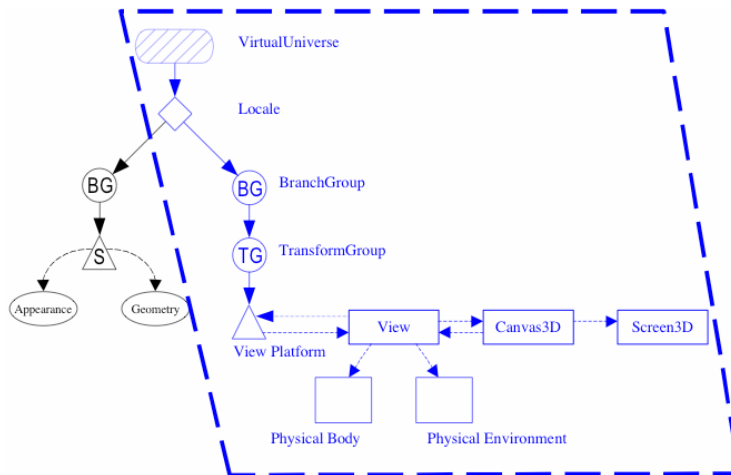 VirtualUniverse
Locale
BG
BG
BranchGroup
S
TG
TransformGroup
Appearance
Geometry
View
Canvas3D
Screen3D
View Platform
Physical Body
Physical Environment